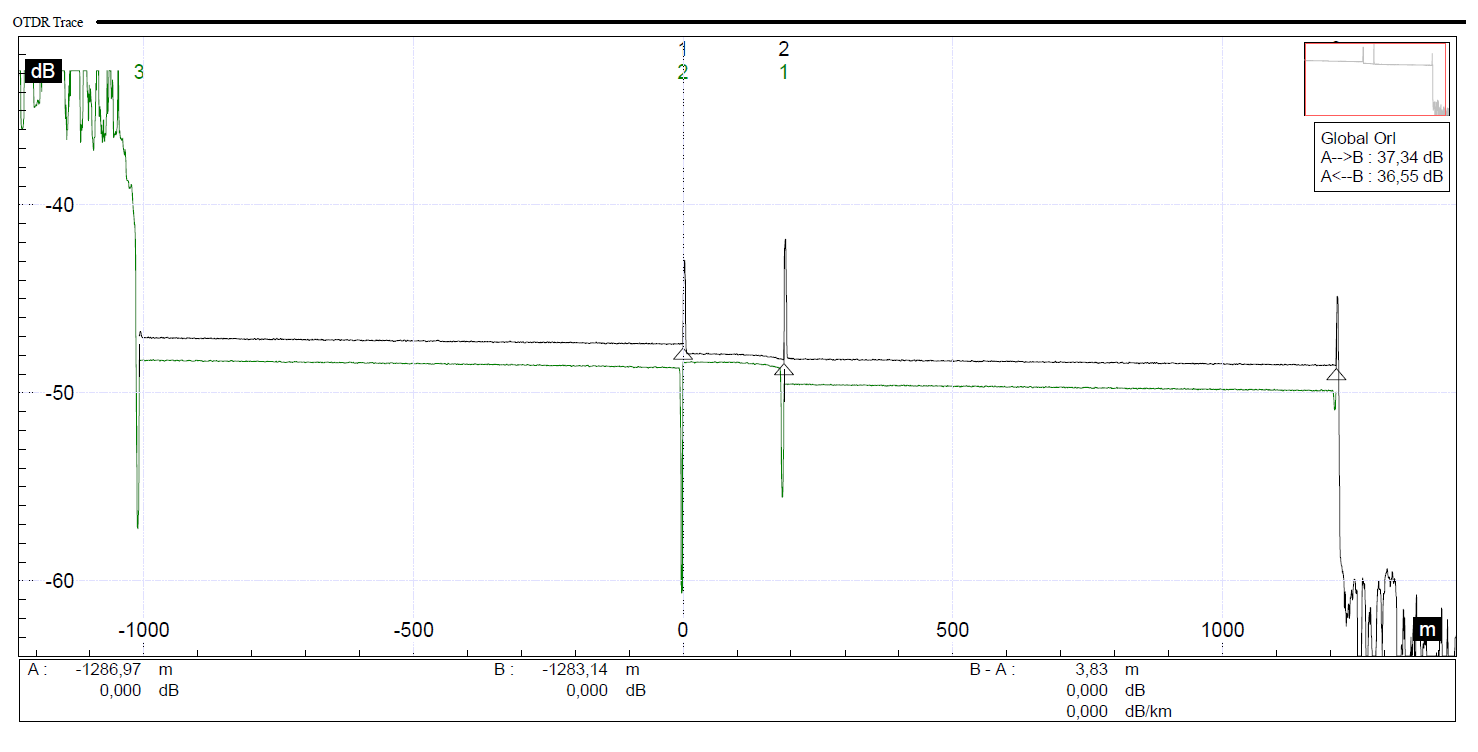 OTDR Trace
1 2
dB 3 2 1
Global Orl
A-->B : 37,34 dB
A<--B : 36,55 dB
-40
-50
-60
-1000 -500 0 500 1000 m
A : -1286,97 m B : -1283,14 m B - A : 3,83 m
0,000 dB 0,000 dB 0,000 dB
0,000 dB/km